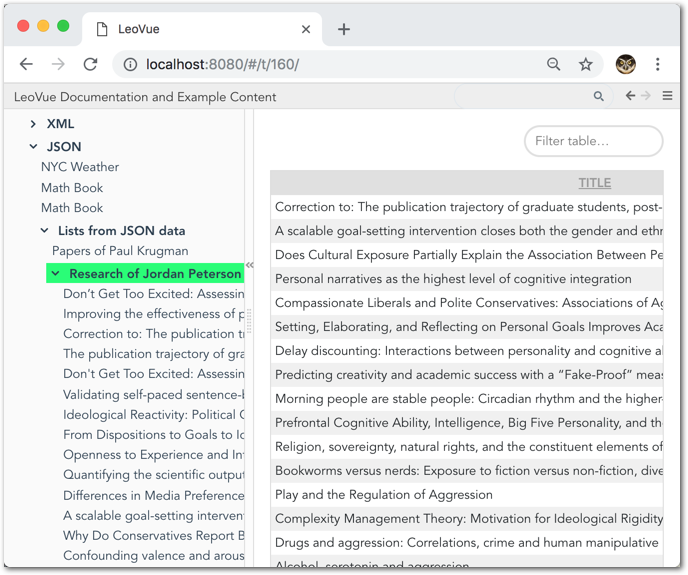 LeoVue
localhost:8080/#/t/160/
LeoVue Documentation and Example Content
XML
JSON
NYC Weather
Math Book
Math Book
Lists from JSON data
Papers of Paul Krugman
Research of Jordan Peterson
Don't Get Too Excited: Assessin
Improving the effectiveness of p
Correction to: The publication tr
The publication trajectory of gra
Don't Get Too Excited: Assessin
Validating self-paced sentence-
Ideological Reactivity: Political
From Dispositions to Goals to Ic
Openness to Experience and In
Quantifying the scientific output
Differences in Media Preference
A scalable goal-setting interven
Why Do Conservatives Report B
Confounding valence and arous
Filter table...
TITLE
Correction to: The publication trajectory of graduate students, post-
A scalable goal-setting intervention closes both the gender and ethn
Does Cultural Exposure Partially Explain the Association Between Pe
Personal narratives as the highest level of cognitive integration
Compassionate Liberals and Polite Conservatives: Associations of Ag
Setting, Elaborating, and Reflecting on Personal Goals Improves Aca
Delay discounting: Interactions between personality and cognitive a
Predicting creativity and academic success with a “Fake-Proof” meas
Morning people are stable people: Circadian rhythm and the higher-
Prefrontal Cognitive Ability, Intelligence, Big Five Personality, and the
Religion, sovereignty, natural rights, and the constituent elements of
Bookworms versus nerds: Exposure to fiction versus non-fiction, dive
Play and the Regulation of Aggression
Complexity Management Theory: Motivation for Ideological Rigidity
Drugs and aggression: Correlations, crime and human manipulative
Alcohol, serotonin and aggression